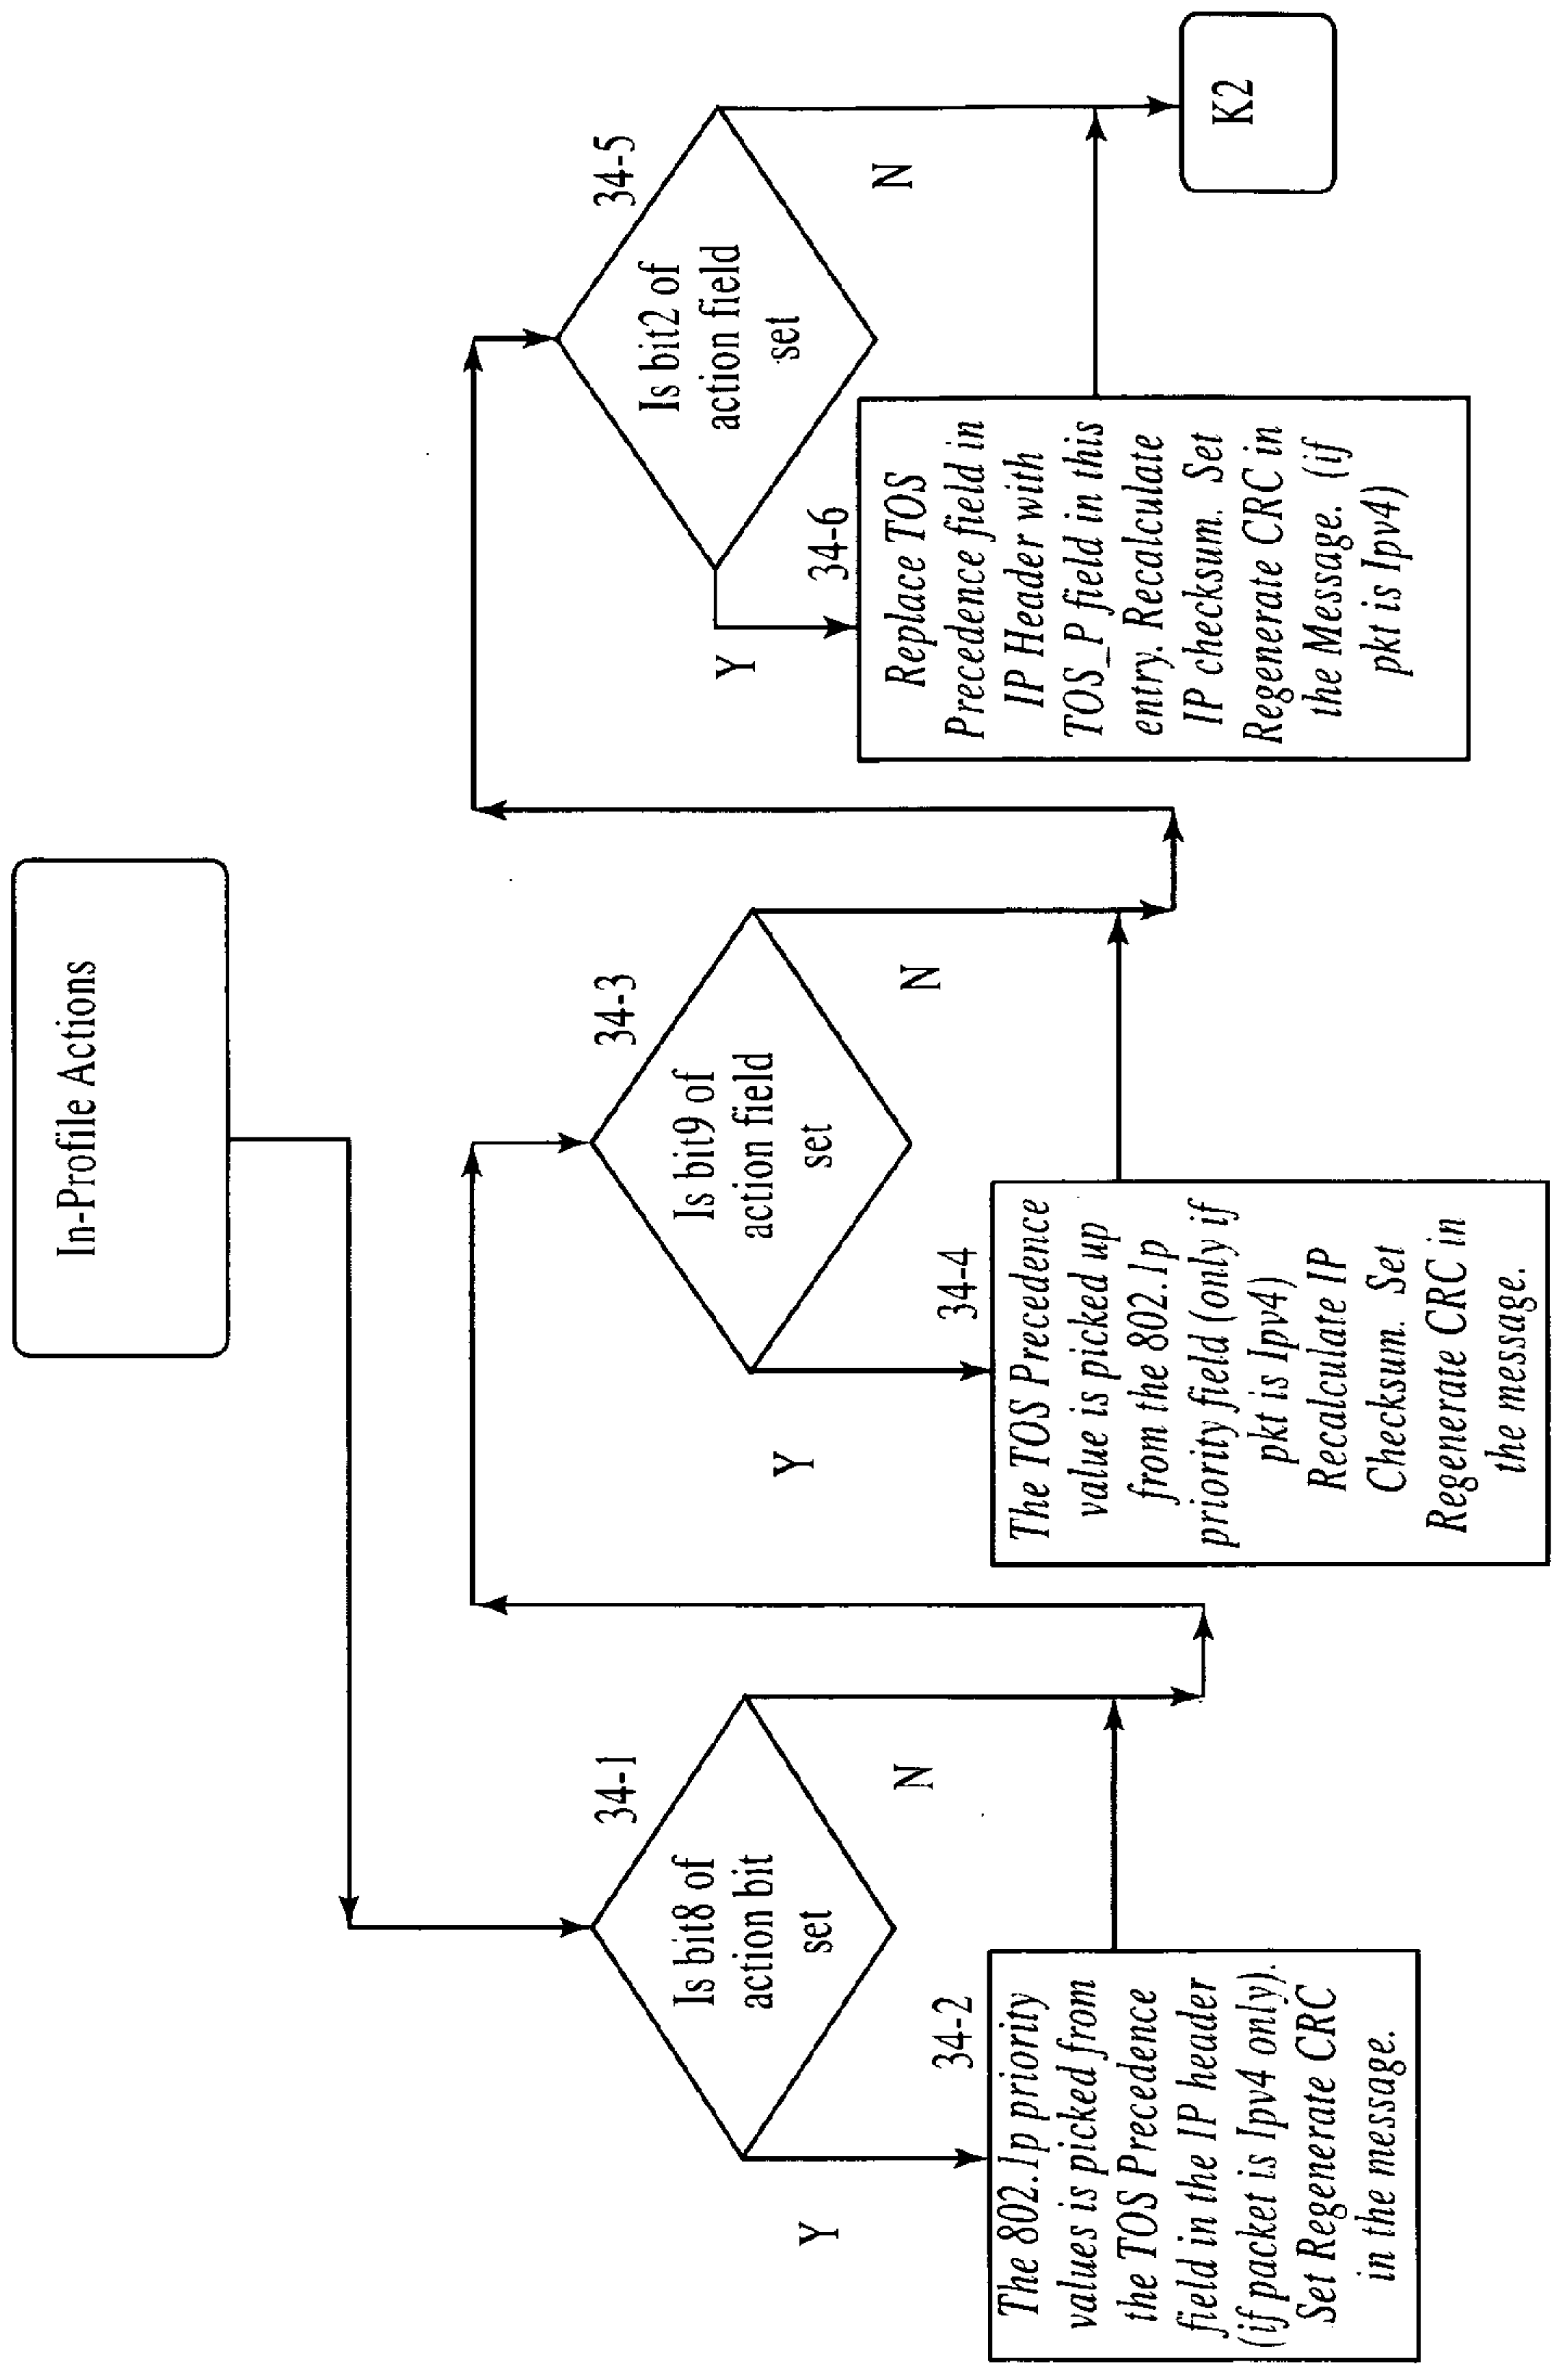 In-Profile Actions
34-1
Is bit8 of
action bit
set
Y
N
34-2
The 802.1p priority
values is picked from
the TOS Precedence
field in the IP header
(if packet is Ipv4 only).
Set Regenerate CRC
in the message.
34-3
Is bit9 of
action field
set
Y
N
34-4
The TOS Precedence
value is picked up
from the 802.1p
priority field (only if
pkt is Ipv4)
Recalculate IP
Checksum. Set
Regenerate CRC in
the message.
34-5
Is bit2 of
action field
set
Y
N
34-6
Replace TOS
Precedence field in
IP Header with
TOS_P field in this
entry. Recalculate
IP checksum. Set
Regenerate CRC in
the Message. (if
pkt is Ipv4)
K2